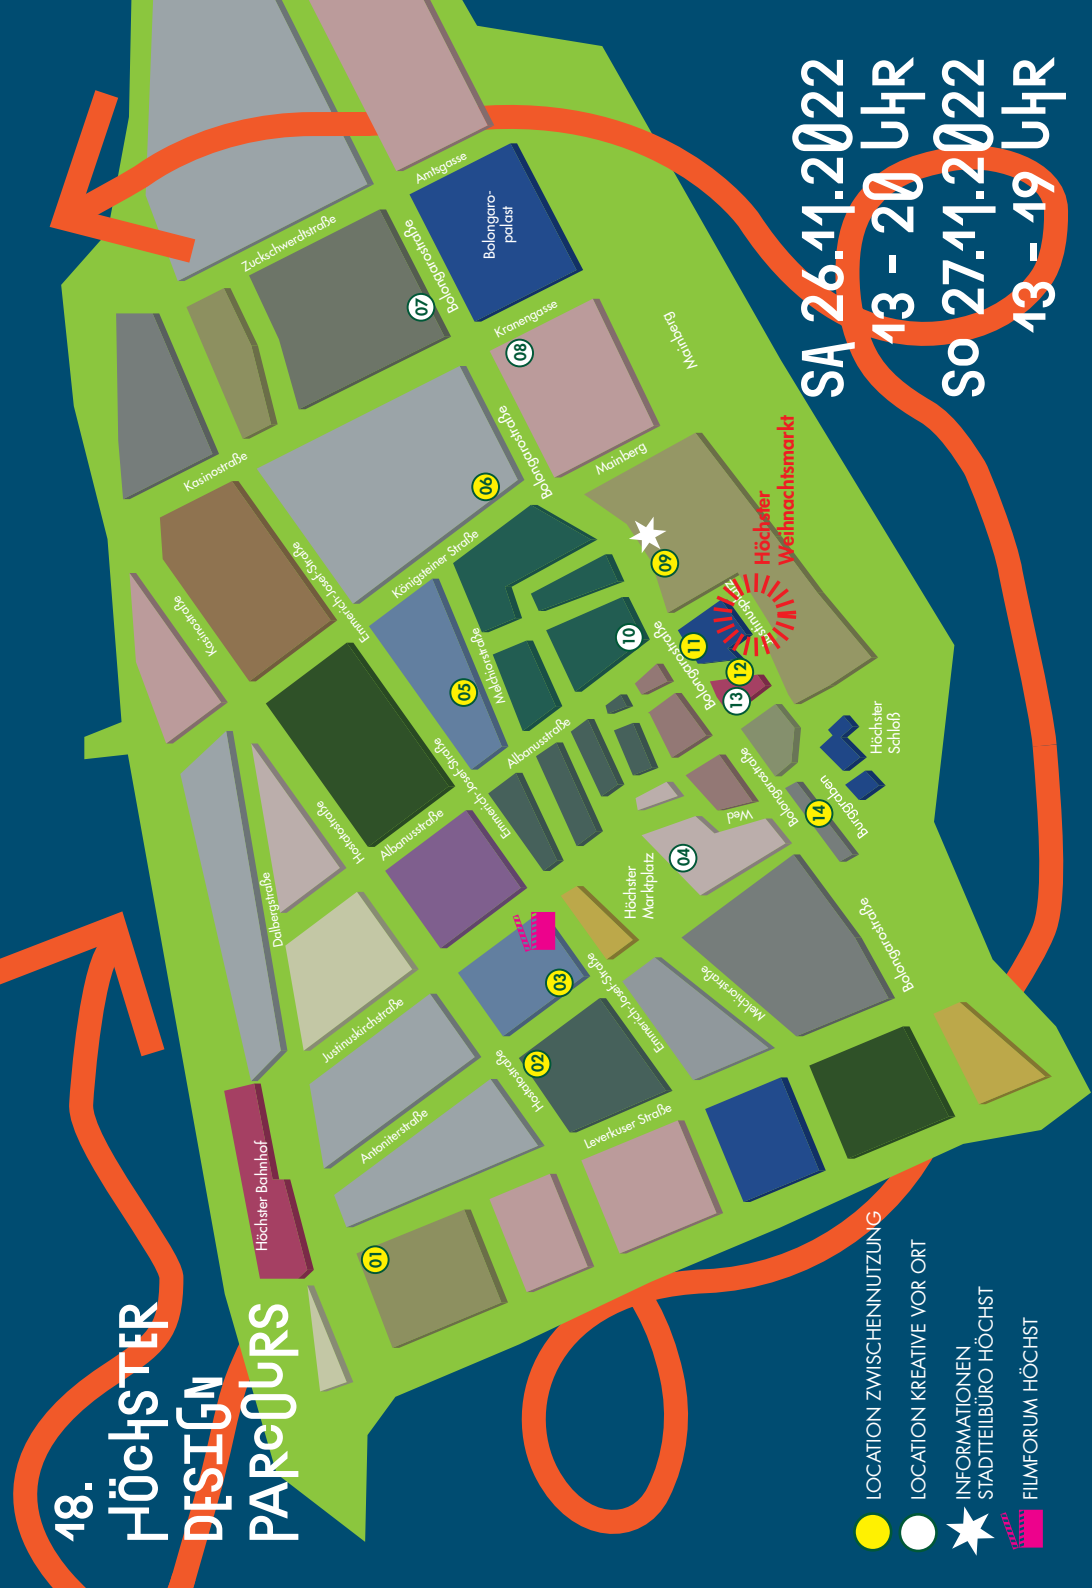 18.
HÖCHSTER
DESIGN
PARCOURS
SA 26.11.2022
13 - 20 UHR
So 27.11.2022
13 - 19 UHR
Höchster Bahnhof
Dalbergstraße
Kasinostraße
Kasinostraße
Zuckschwerdtstraße
Amtsgasse
Bolongaro-
palast
Bolongarostraße
Kranengasse
Mainberg
Mainberg
Bolongarostraße
Königsteiner Straße
Emmerich-Josef-Straße
Melchiorstraße
Albanusstraße
Emmerich-Josef-Straße
Albanusstraße
Hostatostraße
Justinuskirchstraße
Antoniterstraße
Hostatostraße
Leverkuser Straße
Emmerich-Josef-Straße
Melchiorstraße
Höchster
Marktplatz
Wed
Bolongarostraße
Bolongarostraße
Bolongarostraße
Burggraben
Höchster
Schloß
Höchster
Weihnachtsmarkt
01
02
03
04
05
06
07
08
09
10
11
12
13
14
LOCATION ZWISCHENNUTZUNG
LOCATION KREATIVE VOR ORT
INFORMATIONEN
STADTTEILBÜRO HÖCHST
FILMFORUM HÖCHST